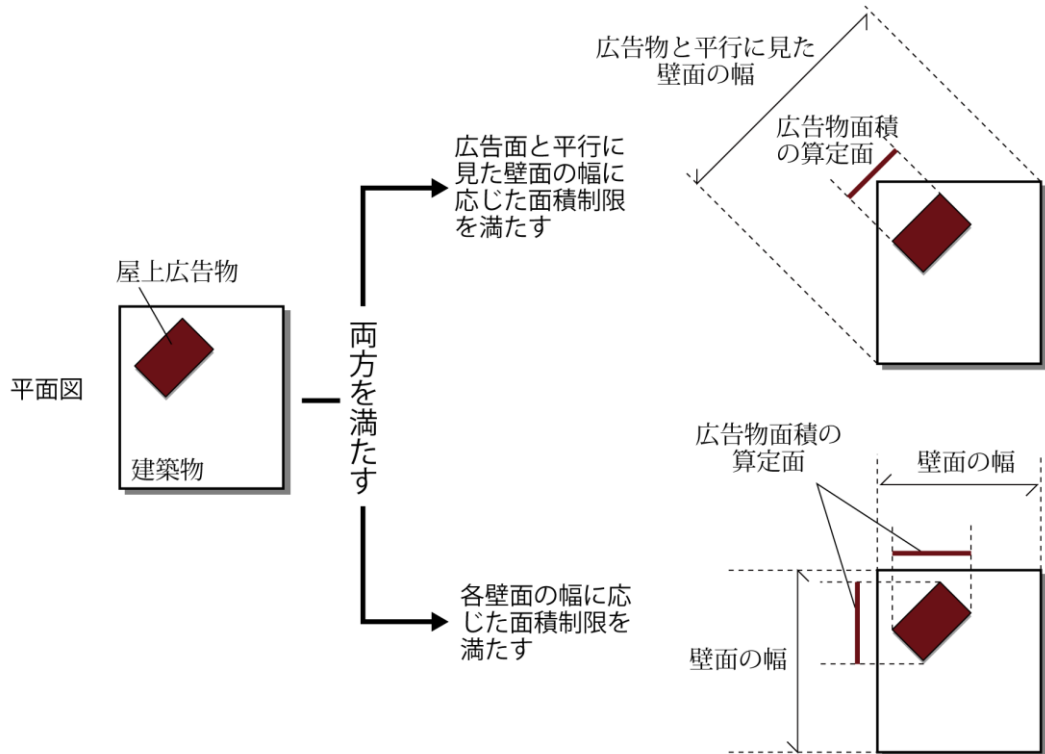 平面図
屋上広告物
建築物
両方を満たす
広告面と平行に
見た壁面の幅に
応じた面積制限
を満たす
広告物と平行に見た
壁面の幅
広告物面積
の算定面
各壁面の幅に応
じた面積制限を
満たす
広告物面積の
算定面
壁面の幅
壁面の幅